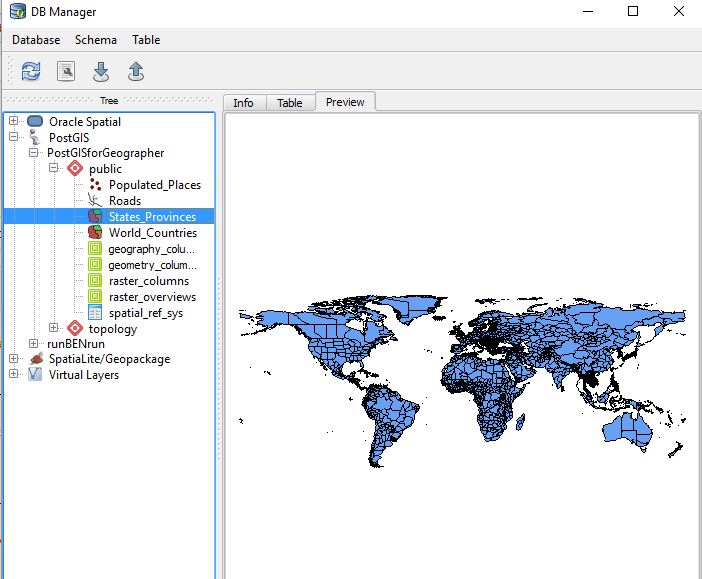 DB Manager
Database Schema Table
Tree
Info Table Preview
Oracle Spatial
PostGIS
PostGISforGeographer
public
Populated_Places
Roads
States_Provinces
World_Countries
geography_colu...
geometry_colum...
raster_columns
raster_overviews
spatial_ref_sys
topology
runBENrun
SpatiaLite/Geopackage
Virtual Layers